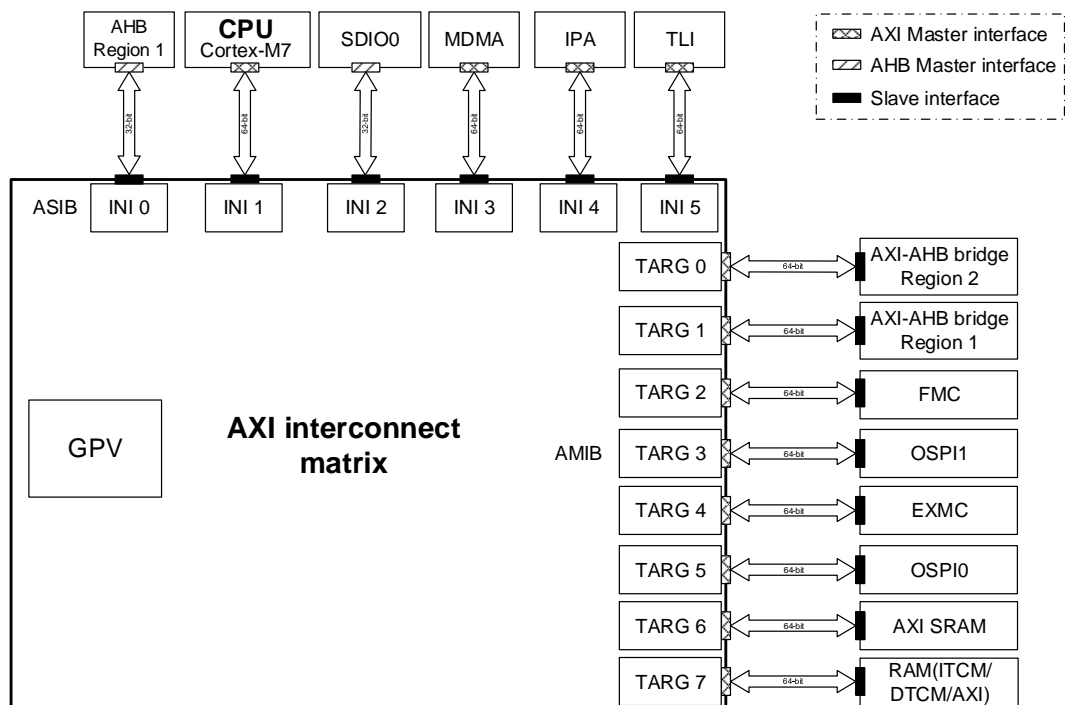 AHB
Region 1
CPU
Cortex-M7
SDIO0
MDMA
IPA
TLI
AXI Master interface
AHB Master interface
Slave interface
32-bit
64-bit
32-bit
64-bit
64-bit
64-bit
ASIB
INI 0
INI 1
INI 2
INI 3
INI 4
INI 5
TARG 0
64-bit
AXI-AHB bridge
Region 2
TARG 1
64-bit
AXI-AHB bridge
Region 1
TARG 2
64-bit
FMC
GPV
AXI interconnect
matrix
AMIB
TARG 3
64-bit
OSPI1
TARG 4
64-bit
EXMC
TARG 5
64-bit
OSPI0
TARG 6
64-bit
AXI SRAM
TARG 7
64-bit
RAM(ITCM/
DTCM/AXI)